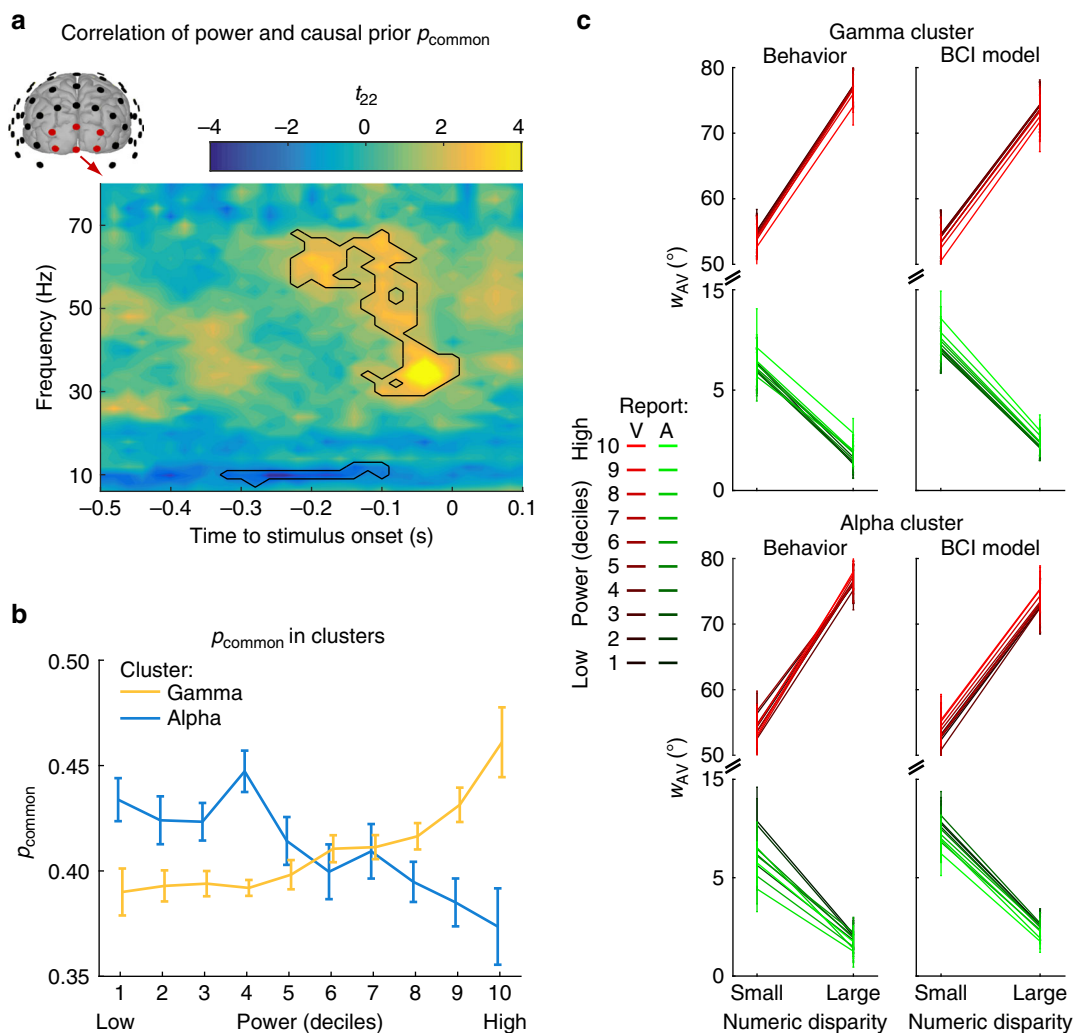 a
Correlation of power and causal prior p_common
t_22
−4 −2 0 2 4
Frequency (Hz)
70
50
30
10
−0.5 −0.4 −0.3 −0.2 −0.1 0 0.1
Time to stimulus onset (s)
b
p_common in clusters
Cluster:
Gamma
Alpha
p_common
0.50
0.45
0.40
0.35
1 2 3 4 5 6 7 8 9 10
Low Power (deciles) High
c
Gamma cluster
Behavior BCI model
w_AV (°)
80
70
60
50
15
5
0
Report:
V A
Low Power (deciles) High
10
9
8
7
6
5
4
3
2
1
Alpha cluster
Behavior BCI model
w_AV (°)
80
70
60
50
15
5
0
Small Large Small Large
Numeric disparity Numeric disparity